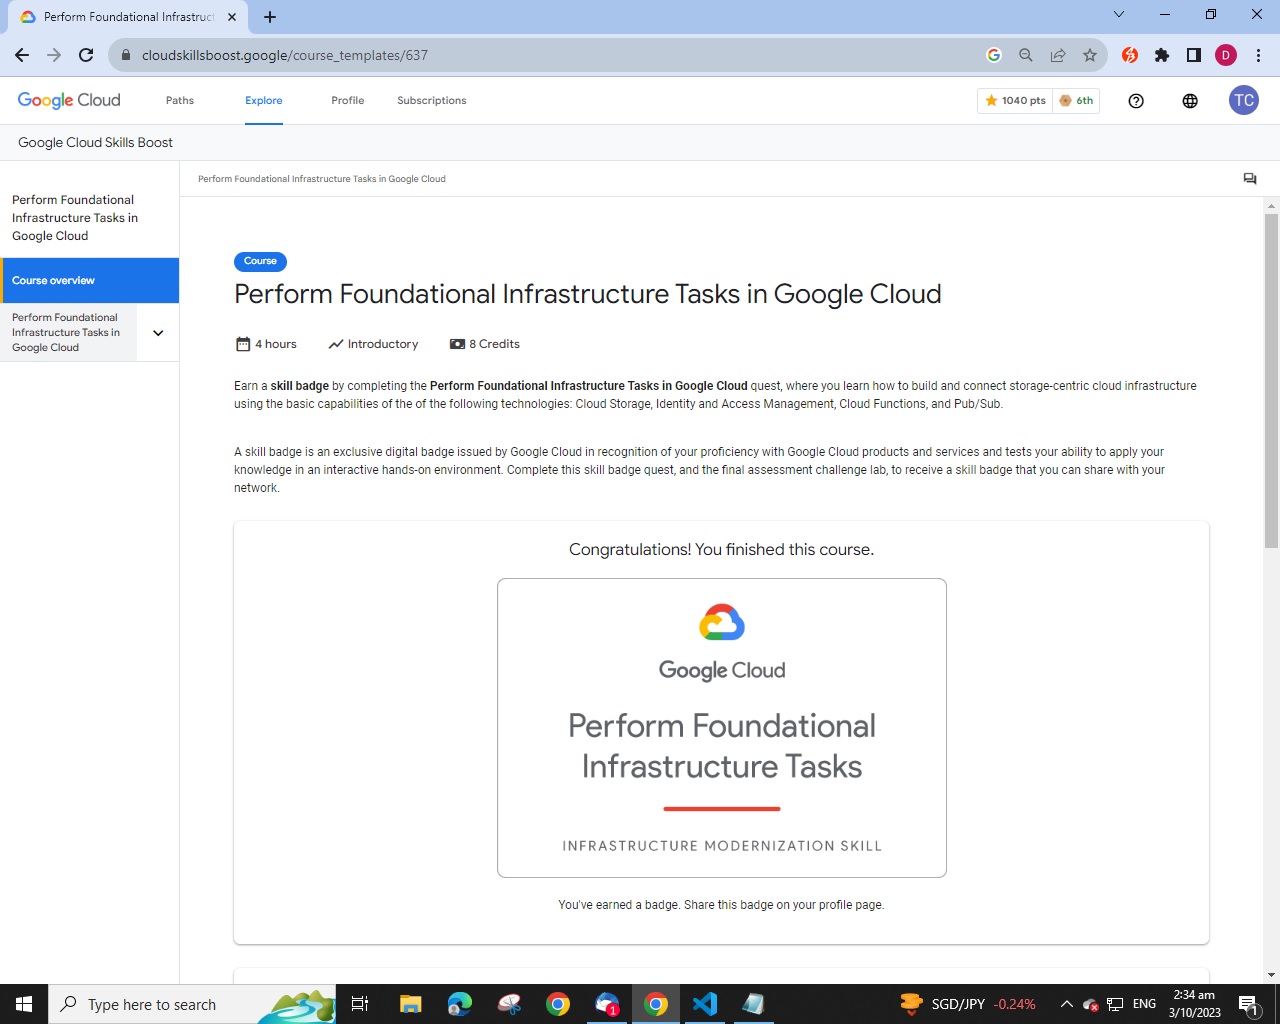 Perform Foundational Infrastruct
cloudskillsboost.google/course_templates/637
D
Google Cloud
Paths
Explore
Profile
Subscriptions
1040 pts
6th
TC
Google Cloud Skills Boost
Perform Foundational
Infrastructure Tasks in
Google Cloud
Course overview
Perform Foundational
Infrastructure Tasks in
Google Cloud
Perform Foundational Infrastructure Tasks in Google Cloud
Course
Perform Foundational Infrastructure Tasks in Google Cloud
4 hours
Introductory
8 Credits
Earn a skill badge by completing the Perform Foundational Infrastructure Tasks in Google Cloud quest, where you learn how to build and connect storage-centric cloud infrastructure
using the basic capabilities of the of the following technologies: Cloud Storage, Identity and Access Management, Cloud Functions, and Pub/Sub.
A skill badge is an exclusive digital badge issued by Google Cloud in recognition of your proficiency with Google Cloud products and services and tests your ability to apply your
knowledge in an interactive hands-on environment. Complete this skill badge quest, and the final assessment challenge lab, to receive a skill badge that you can share with your
network.
Congratulations! You finished this course.
Google Cloud
Perform Foundational
Infrastructure Tasks
INFRASTRUCTURE MODERNIZATION SKILL
You've earned a badge. Share this badge on your profile page.
Type here to search
1
SGD/JPY -0.24%
ENG
2:34 am
3/10/2023
1